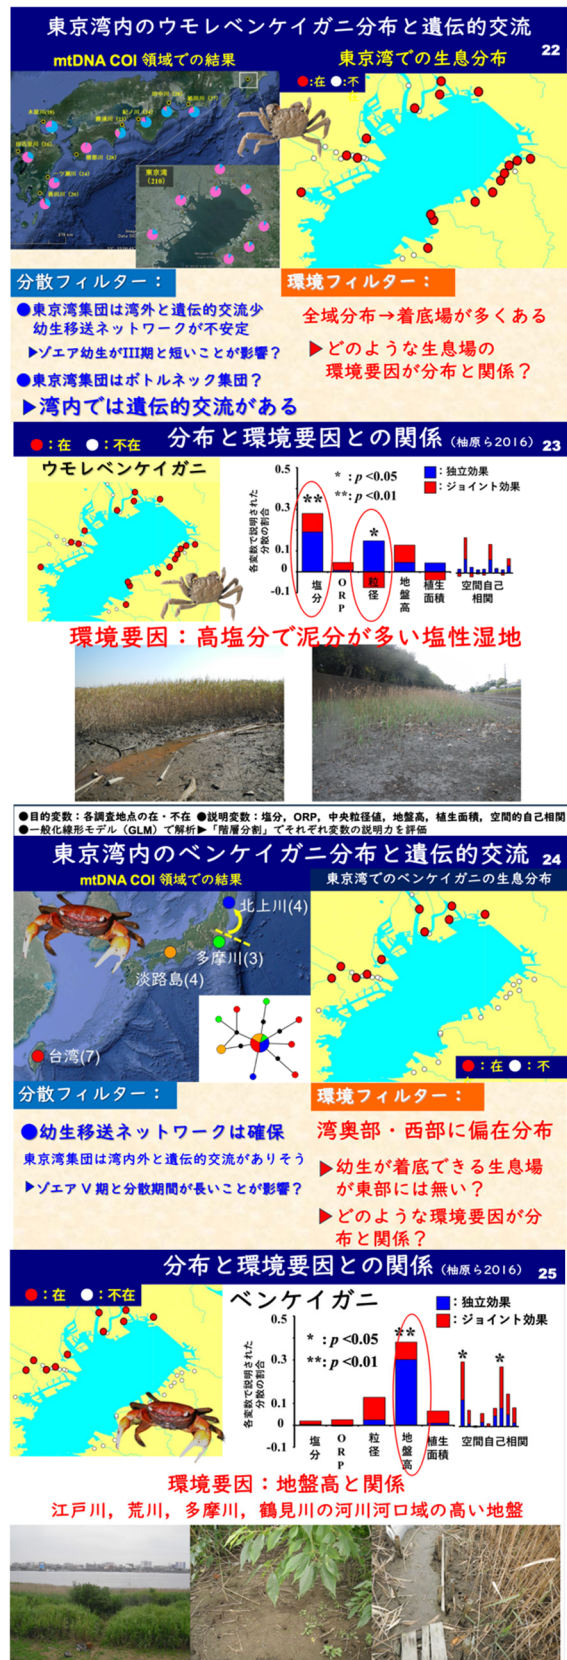 東京湾内のウモレベンケイガニ分布と遺伝的交流
22
mtDNA COI 領域での結果
東京湾での生息分布
●:在 ○:不
東京湾
(210)
分散フィルター：
環境フィルター：
●東京湾集団は湾外と遺伝的交流少
幼生移送ネットワークが不安定
▶ゾエア幼生がIII期と短いことが影響？
●東京湾集団はボトルネック集団？
▶湾内では遺伝的交流がある
全域分布→着底場が多くある
▶どのような生息場の
環境要因が分布と関係？
●：在 ○：不在
分布と環境要因との関係（柚原ら2016）
23
ウモレベンケイガニ
各変数で説明された
分散の割合
0.5
0.3
0.1
0
-0.1
* : p <0.05
**: p <0.01
■：独立効果
■：ジョイント効果
**
*
塩分
ORP
粒径
地盤高
植生面積
空間自己相関
環境要因：高塩分で泥分が多い塩性湿地
●目的変数：各調査地点の在・不在 ●説明変数：塩分，ORP，中央粒径値，地盤高，植生面積，空間的自己相関
●一般化線形モデル（GLM）で解析▶「階層分割」でそれぞれ変数の説明力を評価
東京湾内のベンケイガニ分布と遺伝的交流
24
mtDNA COI 領域での結果
東京湾でのベンケイガニの生息分布
北上川(4)
多摩川(3)
淡路島(4)
台湾(7)
●：在 ○：不
分散フィルター：
環境フィルター：
●幼生移送ネットワークは確保
東京湾集団は湾内外と遺伝的交流がありそう
▶ゾエア V 期と分散期間が長いことが影響？
湾奥部・西部に偏在分布
▶幼生が着底できる生息場
が東部には無い？
▶どのような環境要因が分
布と関係？
分布と環境要因との関係（柚原ら2016）
25
●：在 ○：不在
ベンケイガニ
各変数で説明された
分散の割合
0.5
0.3
0.1
0
-0.1
* : p <0.05
**: p <0.01
■：独立効果
■：ジョイント効果
**
*
*
塩分
ORP
粒径
地盤高
植生面積
空間自己相関
環境要因：地盤高と関係
江戸川，荒川，多摩川，鶴見川の河川河口域の高い地盤